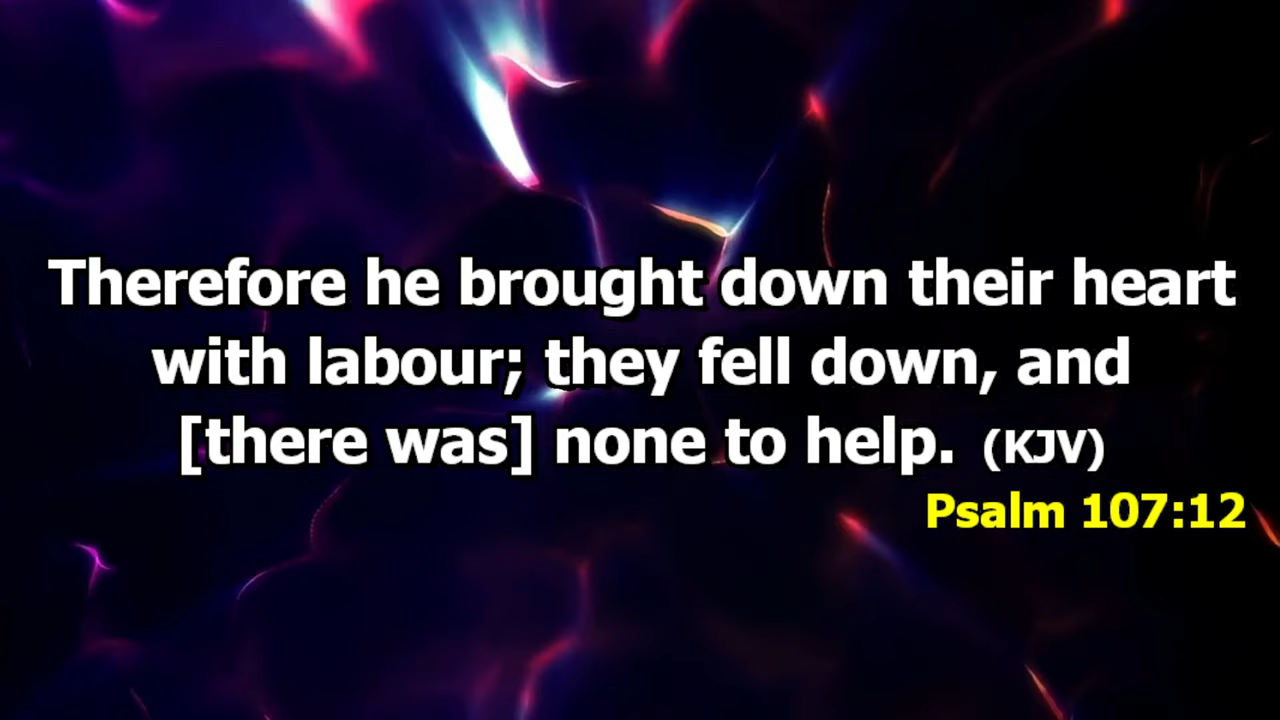 Therefore he brought down their heart
with labour; they fell down, and
[there was] none to help. (KJV)
Psalm 107:12